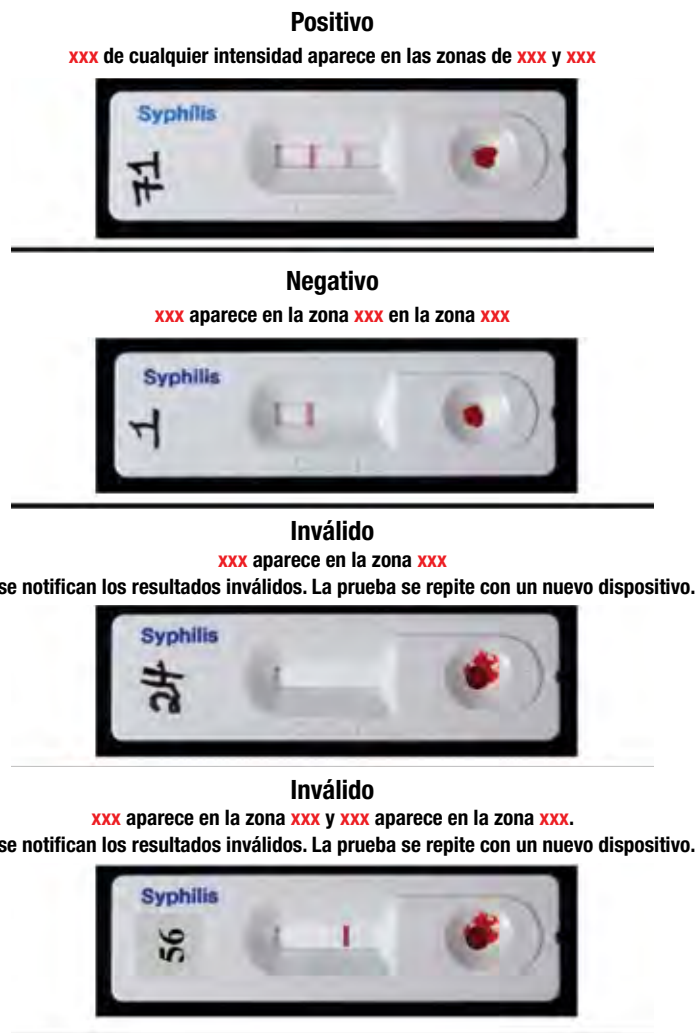 Positivo
xxx de cualquier intensidad aparece en las zonas de xxx y xxx
Syphilis
71
Negativo
xxx aparece en la zona xxx en la zona xxx
Syphilis
1
Inválido
xxx aparece en la zona xxx
se notifican los resultados inválidos. La prueba se repite con un nuevo dispositivo.
Syphilis
24
Inválido
xxx aparece en la zona xxx y xxx aparece en la zona xxx.
se notifican los resultados inválidos. La prueba se repite con un nuevo dispositivo.
Syphilis
56